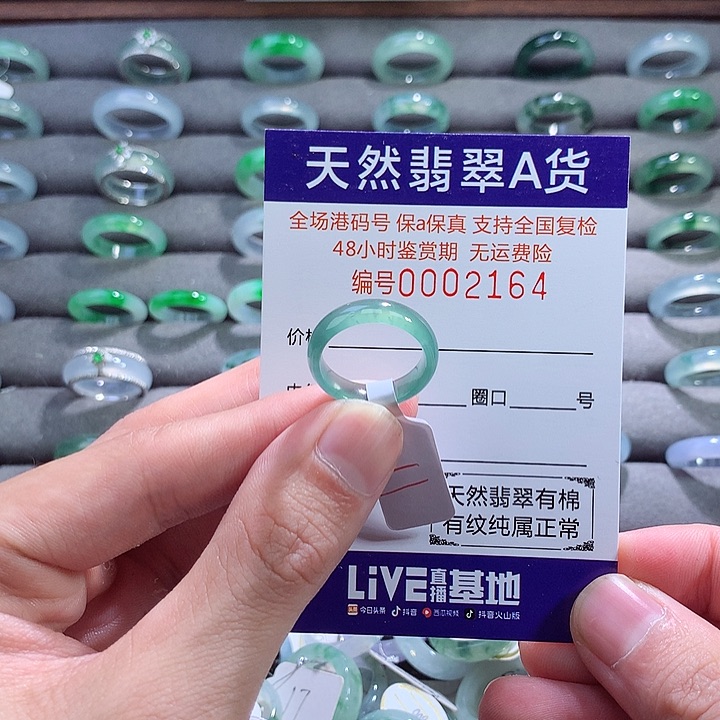 天然翡翠A货
全场港码号 保a保真 支持全国复检
48小时鉴赏期 无运费险
编号0002164
价
圈口 号
天然翡翠有棉
有纹纯属正常
LiVE直播基地
头条 今日头条 抖音 西瓜视频 抖音火山版
17